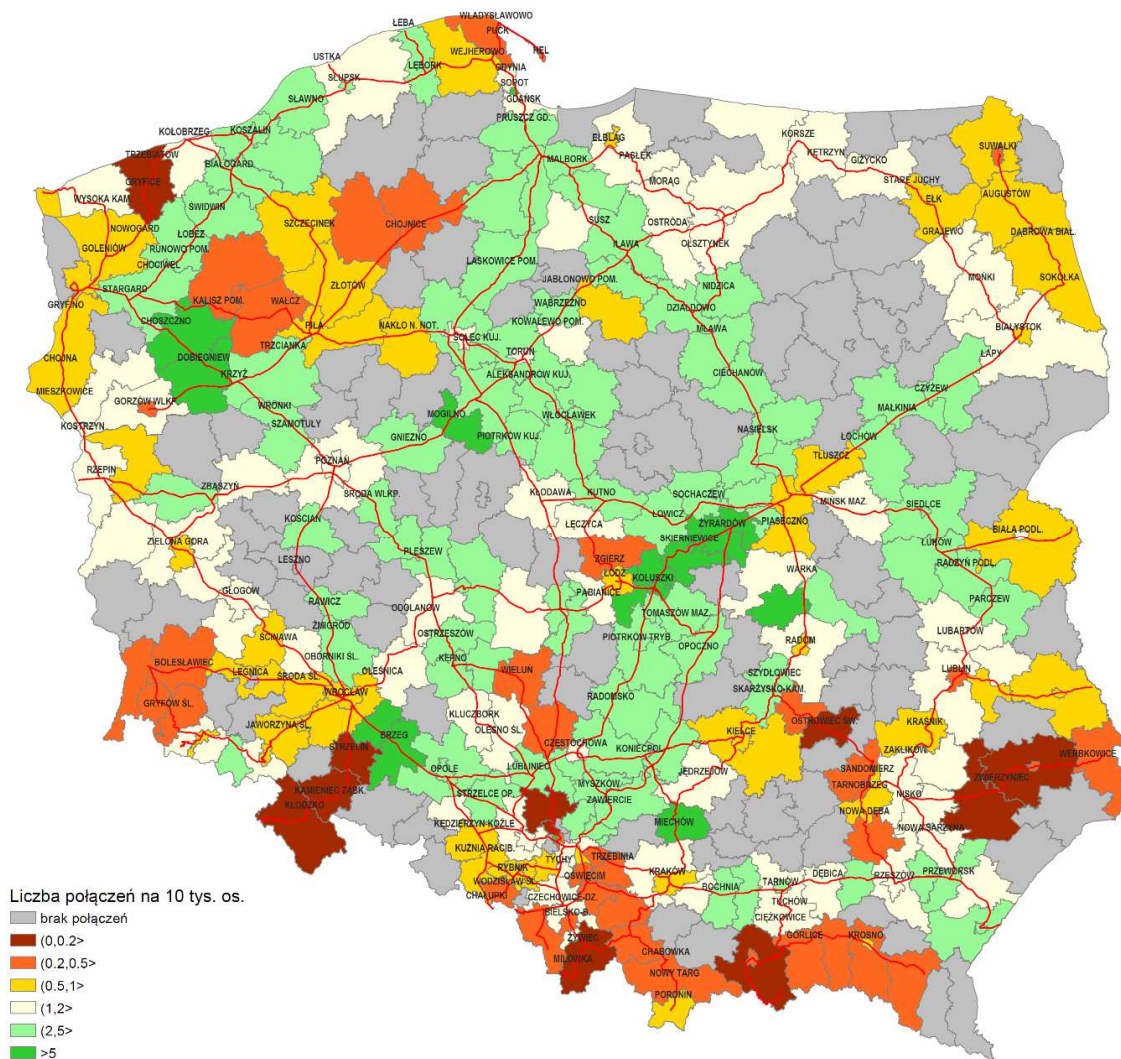 WŁADYSŁAWOWO
ŁEBA
PUCK
USTKA
WEJHEROWO
HEL
LĘBORK
GDYNIA
SŁUPSK
SOPOT
SŁAWNO
GDAŃSK
PRUSZCZ GD.
KOŁOBRZEG
KOSZALIN
ELBLĄG
KORSZE
TRZEBIATÓW
BIAŁOGARD
MALBORK
PASŁĘK
KĘTRZYN
GIŻYCKO
SUWAŁKI
GRYFICE
MORĄG
STARE JUCHY
WYSOKA KAM.
ŚWIDWIN
EŁK
AUGUSTÓW
NOWOGARD
SZCZECINEK
CHOJNICE
SUSZ
OSTRÓDA
ŁOBEZ
OLSZTYNEK
GRAJEWO
DĄBROWA BIAL.
GOLENIÓW
RUNOWO POM.
IŁAWA
CHOCIWEL
LASKOWICE POM.
MOŃKI
SOKÓŁKA
STARGARD
ZŁOTÓW
JABŁONOWO POM.
NIDZICA
GRYFINO
KALISZ POM.
WAŁCZ
WĄBRZEŹNO
DZIAŁDOWO
CHOSZCZNO
KOWALEWO POM.
MŁAWA
BIAŁYSTOK
PIŁA
NAKŁO N. NOT.
SOLEC KUJ.
CHOJNA
DOBIEGNIEW
TRZCIANKA
TORUŃ
ŁAPY
MIESZKOWICE
KRZYŻ
ALEKSANDRÓW KUJ.
CIECHANÓW
CZYŻEW
GORZÓW WLKP.
WRONKI
MOGILNO
WŁOCŁAWEK
MAŁKINIA
KOSTRZYN
SZAMOTUŁY
GNIEZNO
PIOTRKÓW KUJ.
NASIELSK
ŁOCHÓW
RZEPIN
POZNAŃ
TŁUSZCZ
ZBĄSZYŃ
ŚRODA WLKP.
KŁODAWA
KUTNO
SOCHACZEW
MIŃSK MAZ.
SIEDLCE
KOŚCIAN
ŁĘCZYCA
ŁOWICZ
ŻYRARDÓW
PIASECZNO
BIAŁA PODL.
ZIELONA GÓRA
PLESZEW
ZGIERZ
SKIERNIEWICE
ŁUKÓW
LESZNO
ŁÓDŹ
KOLUSZKI
WARKA
RADZYŃ PODL.
GŁOGÓW
RAWICZ
ODOLANÓW
PABIANICE
TOMASZÓW MAZ.
PARCZEW
ŚCINAWA
ŻMIGRÓD
OSTRZESZÓW
PIOTRKÓW TRYB.
RADOM
LUBARTÓW
OBORNIKI ŚL.
OPOCZNO
BOLESŁAWIEC
LEGNICA
ŚRODA ŚL.
OLEŚNICA
KĘPNO
WIELUŃ
SZYDŁOWIEC
LUBLIN
WROCŁAW
RADOMSKO
SKARŻYSKO-KAM.
GRYFÓW ŚL.
JAWORZYNA ŚL.
KLUCZBORK
OSTROWIEC ŚW.
KRAŚNIK
OLESNO ŚL.
KIELCE
BRZEG
CZĘSTOCHOWA
STRZELIN
KONIECPOL
ZAKLIKÓW
WERBKOWICE
LUBLINIEC
JĘDRZEJÓW
SANDOMIERZ
ZWIERZYNIEC
OPOLE
TARNOBRZEG
KAMIENIEC ZĄBK.
STRZELCE OP.
MYSZKÓW
NISKO
KŁODZKO
ZAWIERCIE
NOWA DĘBA
MIECHÓW
KĘDZIERZYN KOŹLE
NOWA SARZYNA
KUŹNIA RACIB.
TYCHY
TRZEBINIA
RYBNIK
KRAKÓW
DĘBICA
RZESZÓW
PRZEWORSK
WODZISŁAW ŚL.
OŚWIĘCIM
BOCHNIA
TARNÓW
CHAŁUPKI
CZECHOWICE-DZ.
TUCHÓW
BIELSKO-B.
CIĘŻKOWICE
ŻYWIEC
CHABÓWKA
GORLICE
KROSNO
MILÓWKA
NOWY TARG
PORONIN
Liczba połączeń na 10 tys. os.
brak połączeń
(0,0.2>
(0.2,0.5>
(0.5,1>
(1,2>
(2,5>
>5